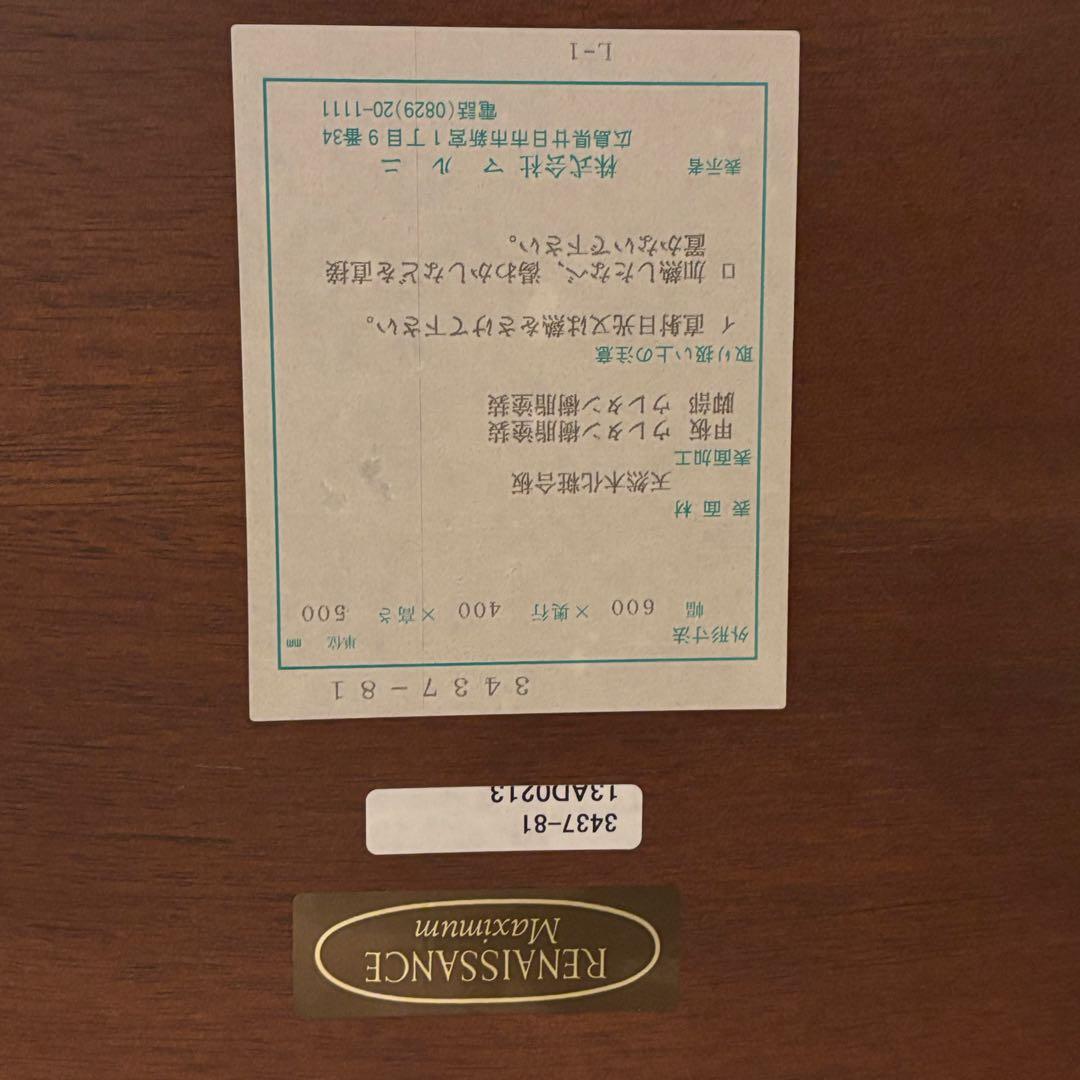 RENAISSANCE
Maximum
3437-81
13AD0213
3437-81
外形寸法 単位 mm
幅 600 ×奥行 400 ×高さ 500
表面材
天然木化粧合板
表面加工
甲板 ウレタン樹脂塗装
脚部 ウレタン樹脂塗装
取り扱い上の注意
イ 直射日光又は熱をさけて下さい。
ロ 加熱したなべ、湯わかしなどを直接
置かないで下さい。
表示者 株式会社 マルニ
広島県廿日市市新宮1丁目9番34
電話(0829)20-1111
L-1